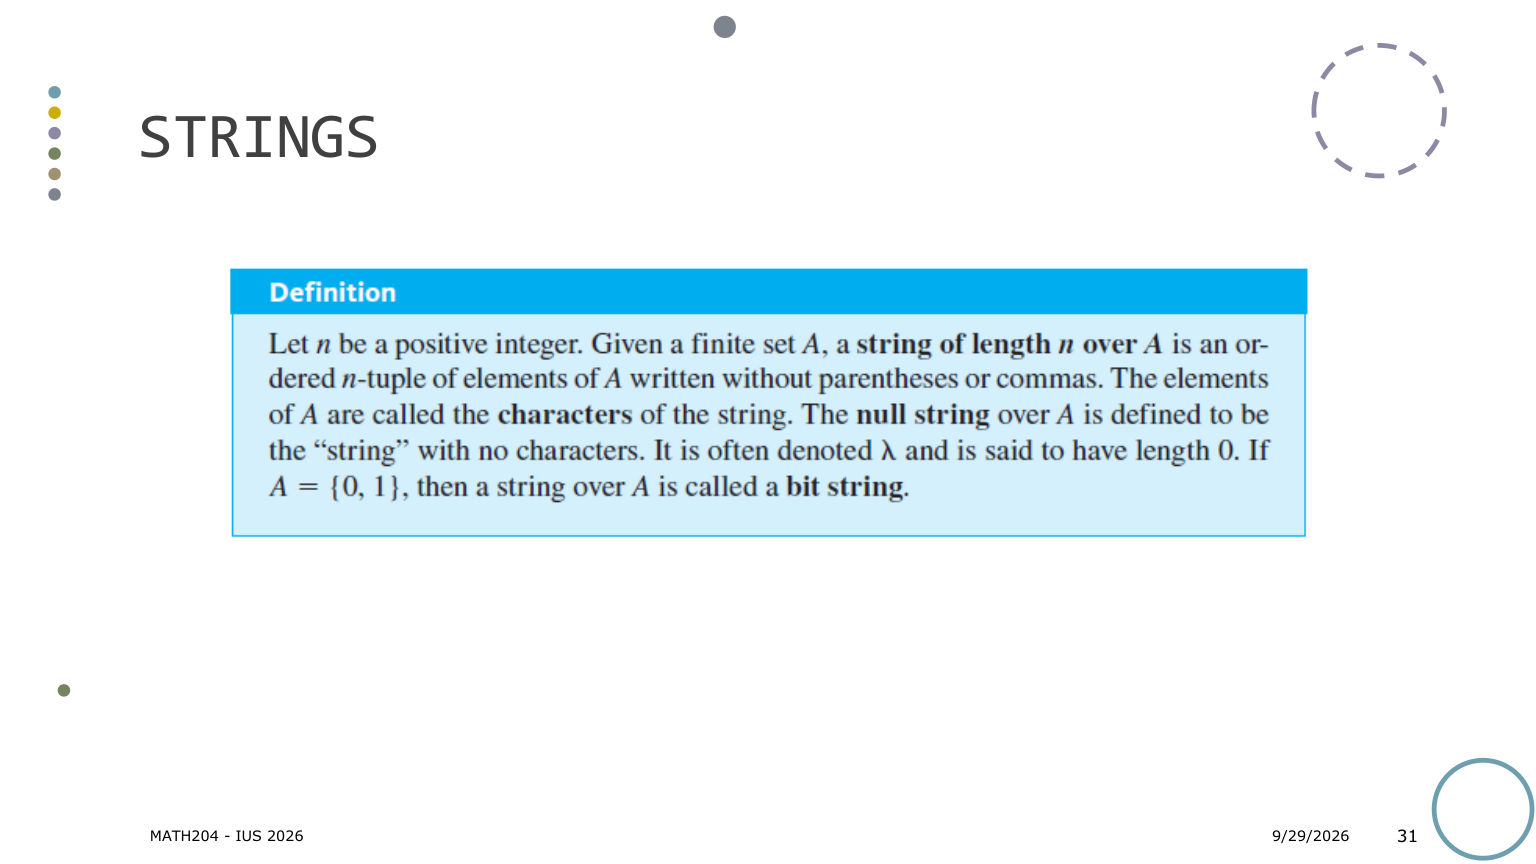 STRINGS
Definition
Let n be a positive integer. Given a finite set A, a string of length n over A is an or-
dered n-tuple of elements of A written without parentheses or commas. The elements
of A are called the characters of the string. The null string over A is defined to be
the “string” with no characters. It is often denoted λ and is said to have length 0. If
A = {0, 1}, then a string over A is called a bit string.
MATH204 - IUS 2026
9/29/2026
31